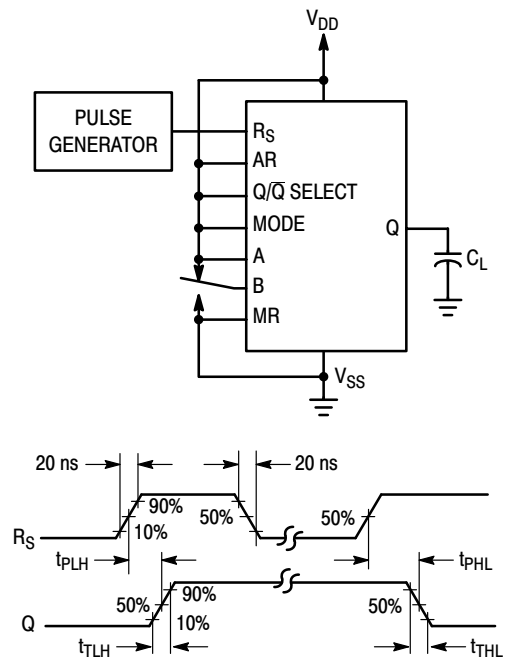 V_DD
PULSE
GENERATOR
R_S
AR
Q/Q̅ SELECT
MODE
A
B
MR
Q
C_L
V_SS
20 ns
20 ns
R_S
90%
10%
50%
50%
t_PLH
t_PHL
Q
50%
90%
10%
50%
t_TLH
t_THL